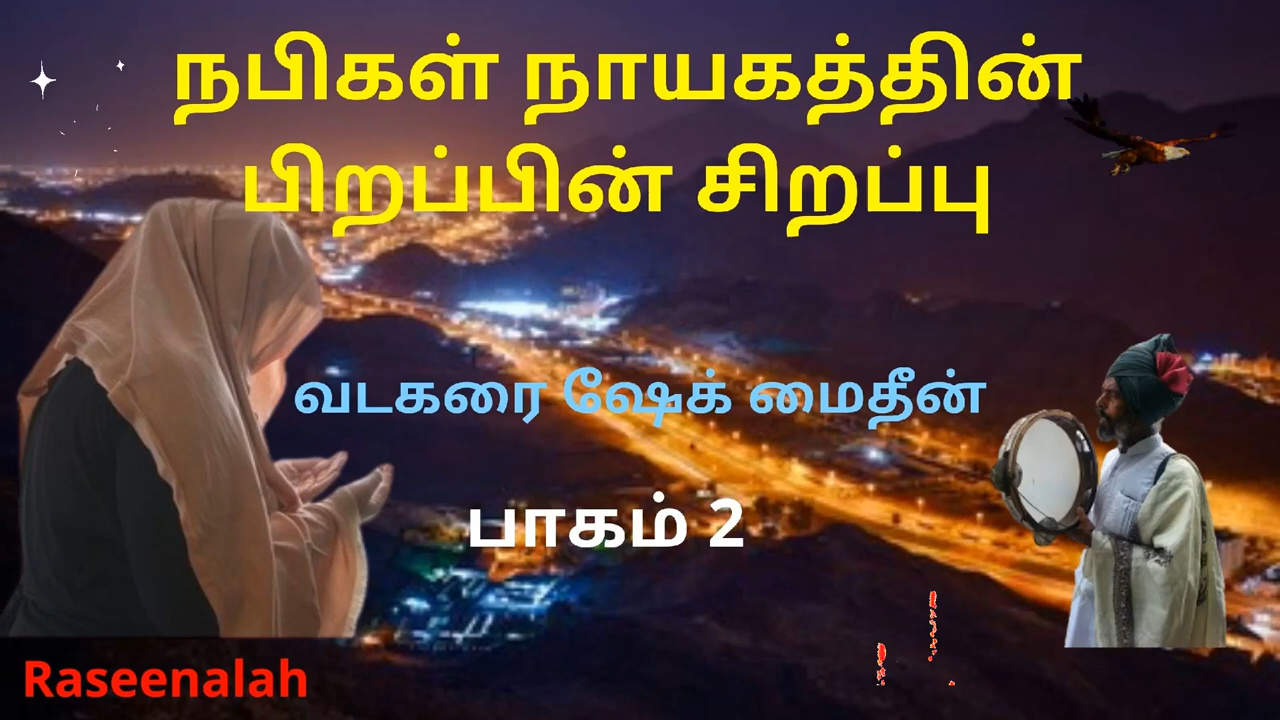 நபிகள் நாயகத்தின்
பிறப்பின் சிறப்பு
வடகரை ஷேக் மைதீன்
பாகம் 2
Raseenalah